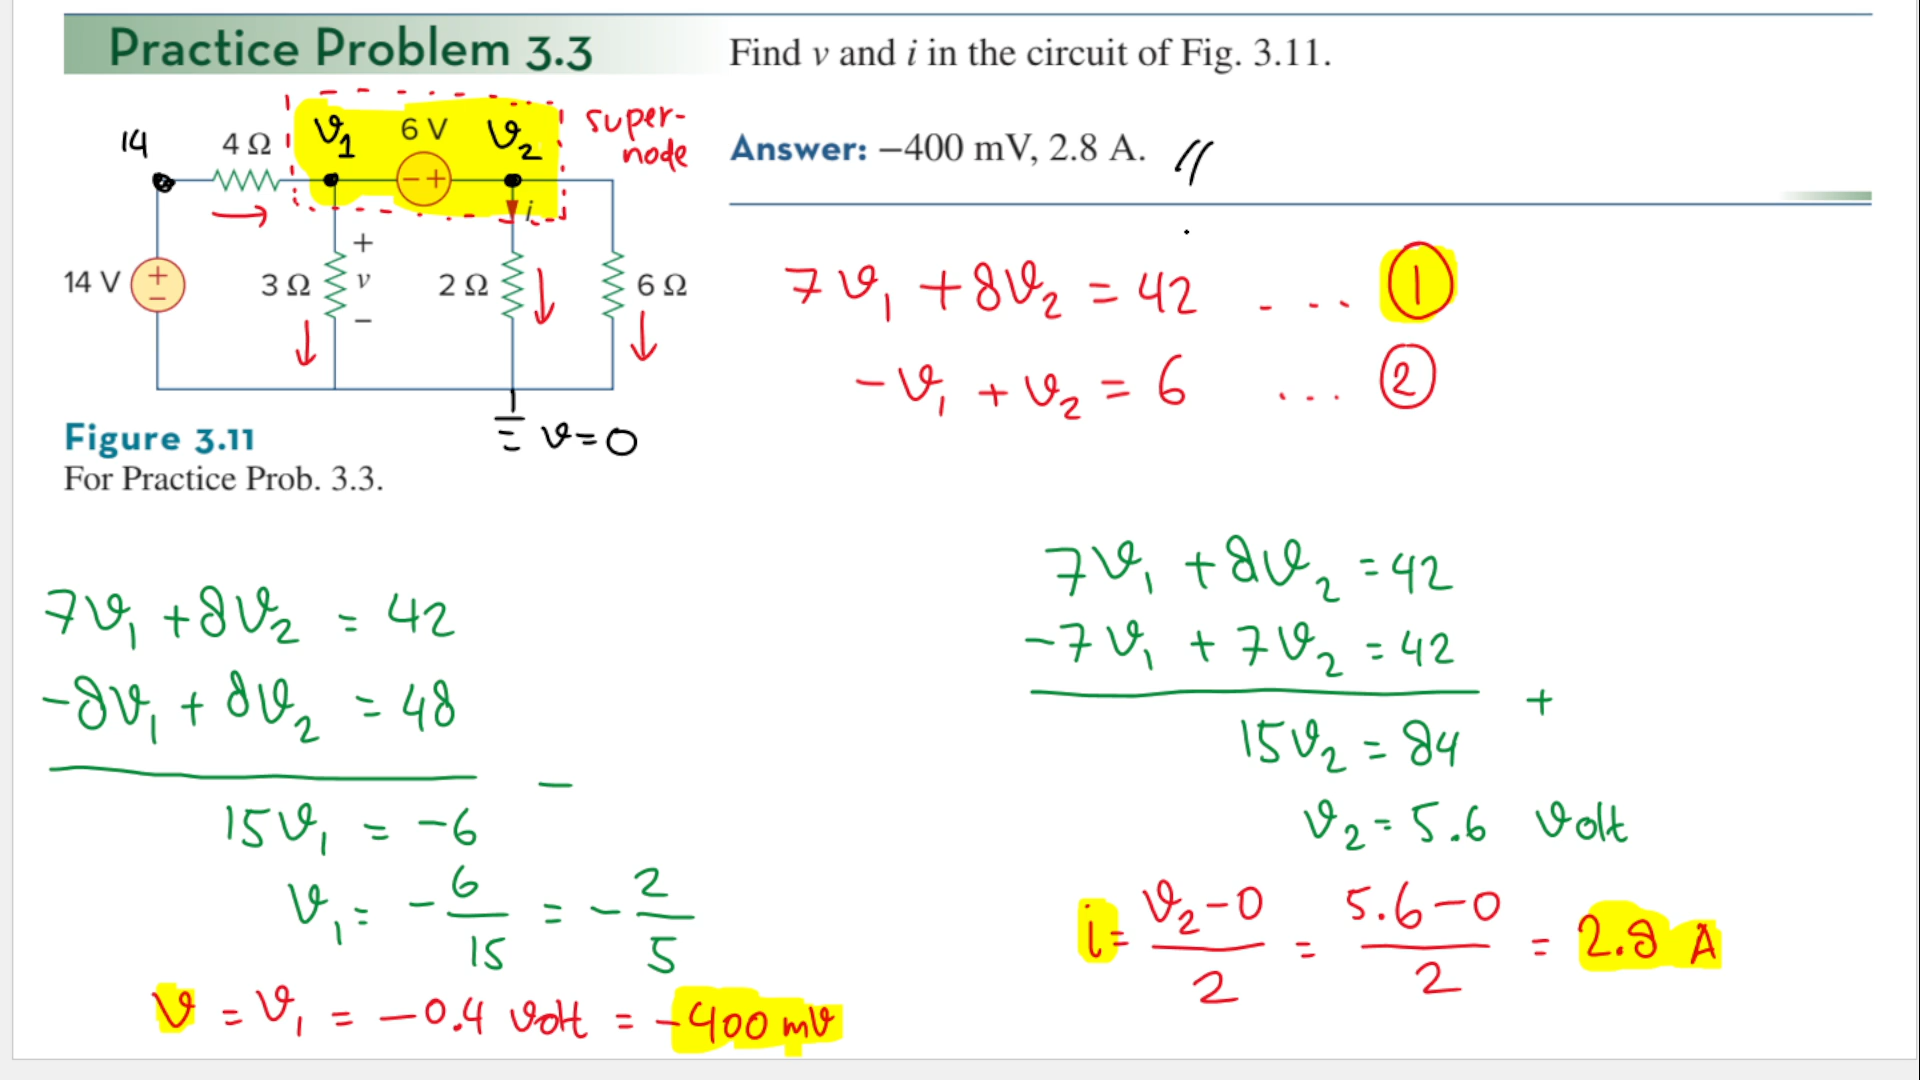 Practice Problem 3.3
Find v and i in the circuit of Fig. 3.11.
Answer: −400 mV, 2.8 A. //
14
4 Ω
v₁
6 V
v₂
super-
node
− +
i
14 V
+
−
3 Ω
+
v
−
2 Ω
6 Ω
v=0
Figure 3.11
For Practice Prob. 3.3.
7v₁ + 8v₂ = 42 ... ①
-v₁ + v₂ = 6 ... ②
7v₁ + 8v₂ = 42
-8v₁ + 8v₂ = 48
−
15v₁ = -6
v₁ = -6/15 = -2/5
v = v₁ = -0.4 volt = -400 mV
7v₁ + 8v₂ = 42
-7v₁ + 7v₂ = 42
+
15v₂ = 84
v₂ = 5.6 volt
i = (v₂-0)/2 = (5.6-0)/2 = 2.8 A